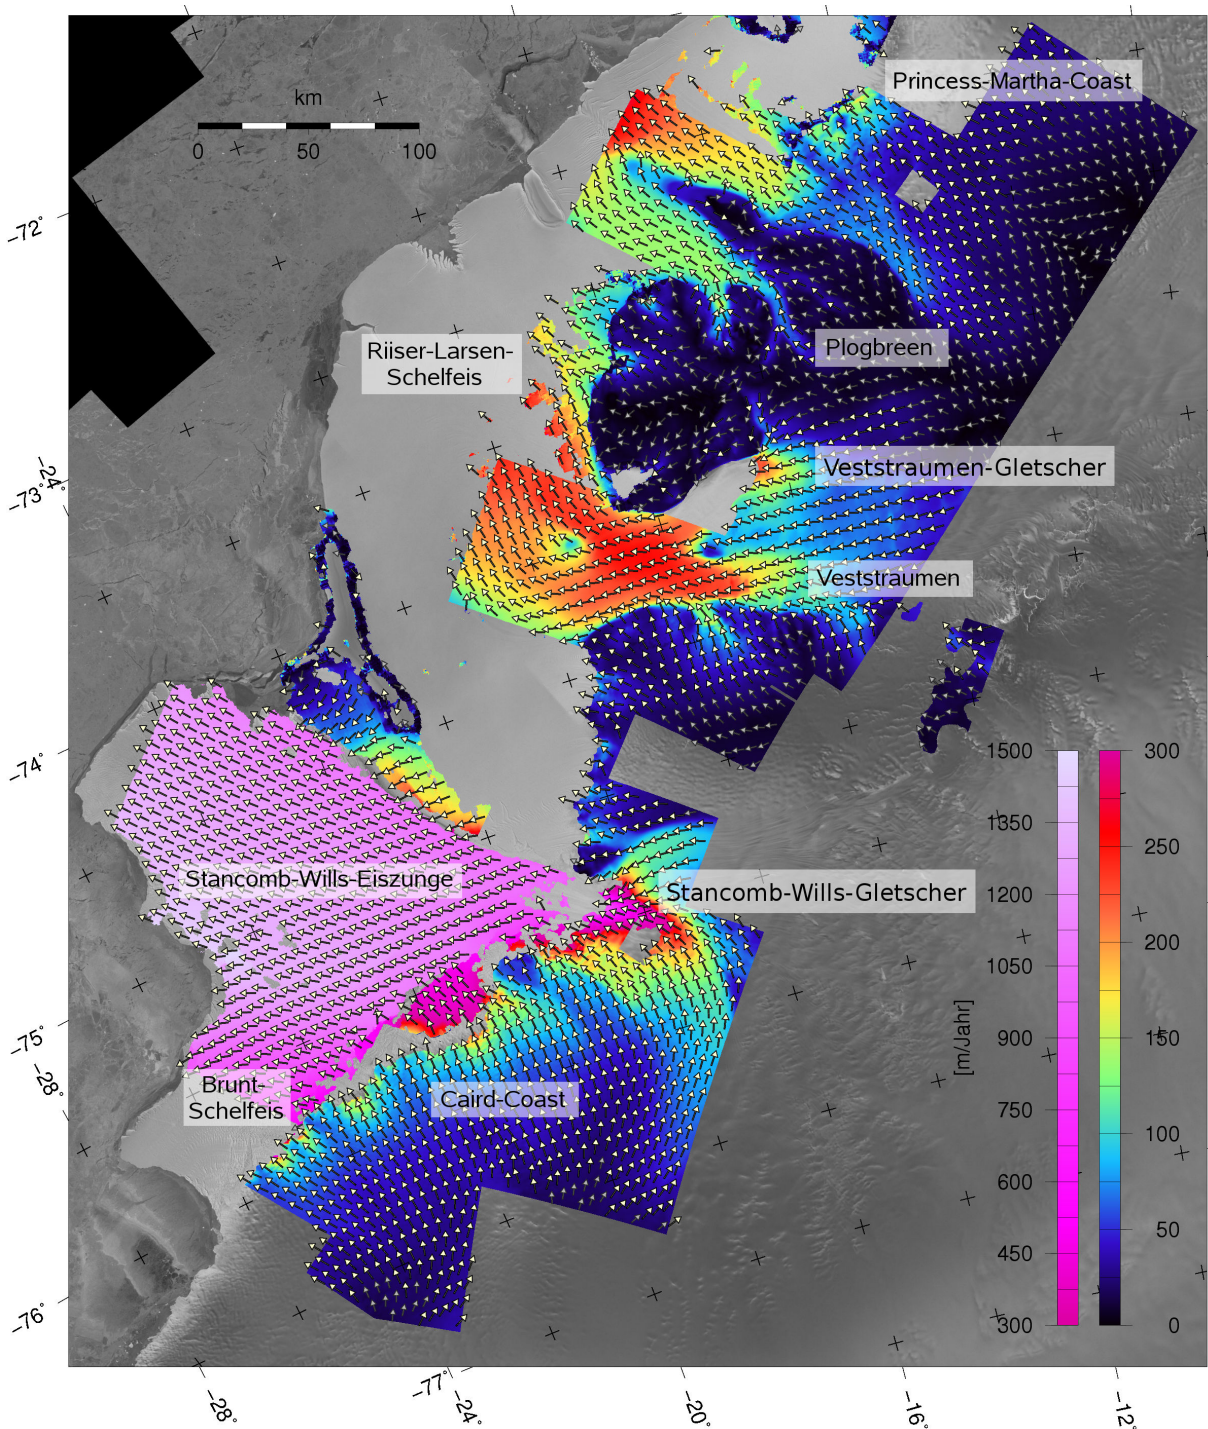 Princess-Martha-Coast
km
0 50 100
−72°
Plogbreen
Riiser-Larsen-
Schelfeis
−24°
−73°
Veststraumen-Gletscher
Veststraumen
−74°
1500 300
1350
250
Stancomb-Wills-Eiszunge
Stancomb-Wills-Gletscher
1200
200
1050
−75°
900 150
[m/Jahr]
−28°
Brunt-
Schelfeis
Caird-Coast
750
100
600
50
450
−76°
300 0
−77°
−28° −24° −20° −16° −12°